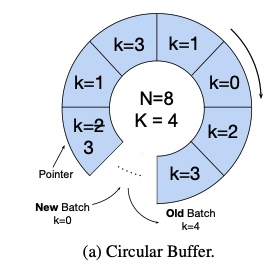 k=3
k=1
k=1
k=0
N=8
K = 4
k=2
3
k=2
k=3
Pointer
New Batch
k=0
Old Batch
k=4
(a) Circular Buffer.